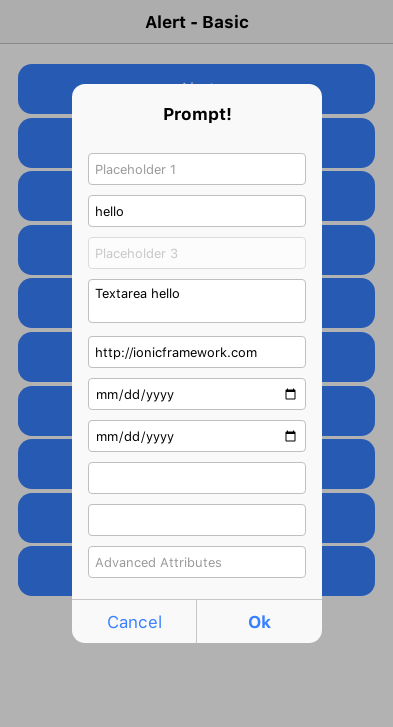 Alert - Basic
Prompt!
Placeholder 1
hello
Placeholder 3
Textarea hello
http://ionicframework.com
mm/dd/yyyy
mm/dd/yyyy
Advanced Attributes
Cancel
Ok